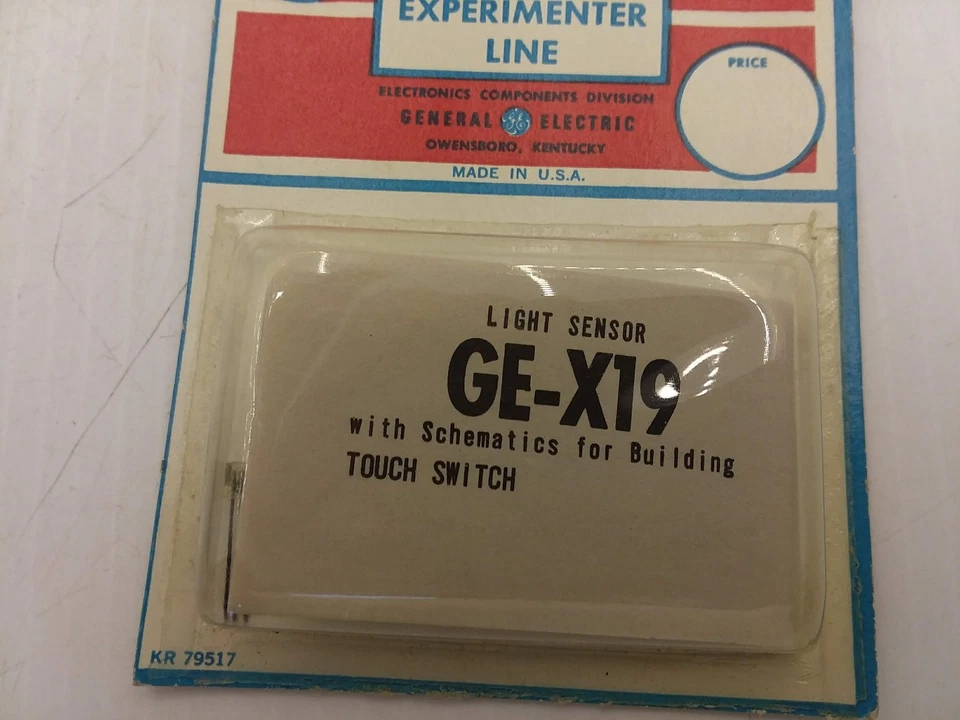 EXPERIMENTER
LINE
PRICE
ELECTRONICS COMPONENTS DIVISION
GENERAL GE ELECTRIC
OWENSBORO, KENTUCKY
MADE IN U.S.A.
LIGHT SENSOR
GE-X19
with Schematics for Building
TOUCH SWITCH
KR 79517